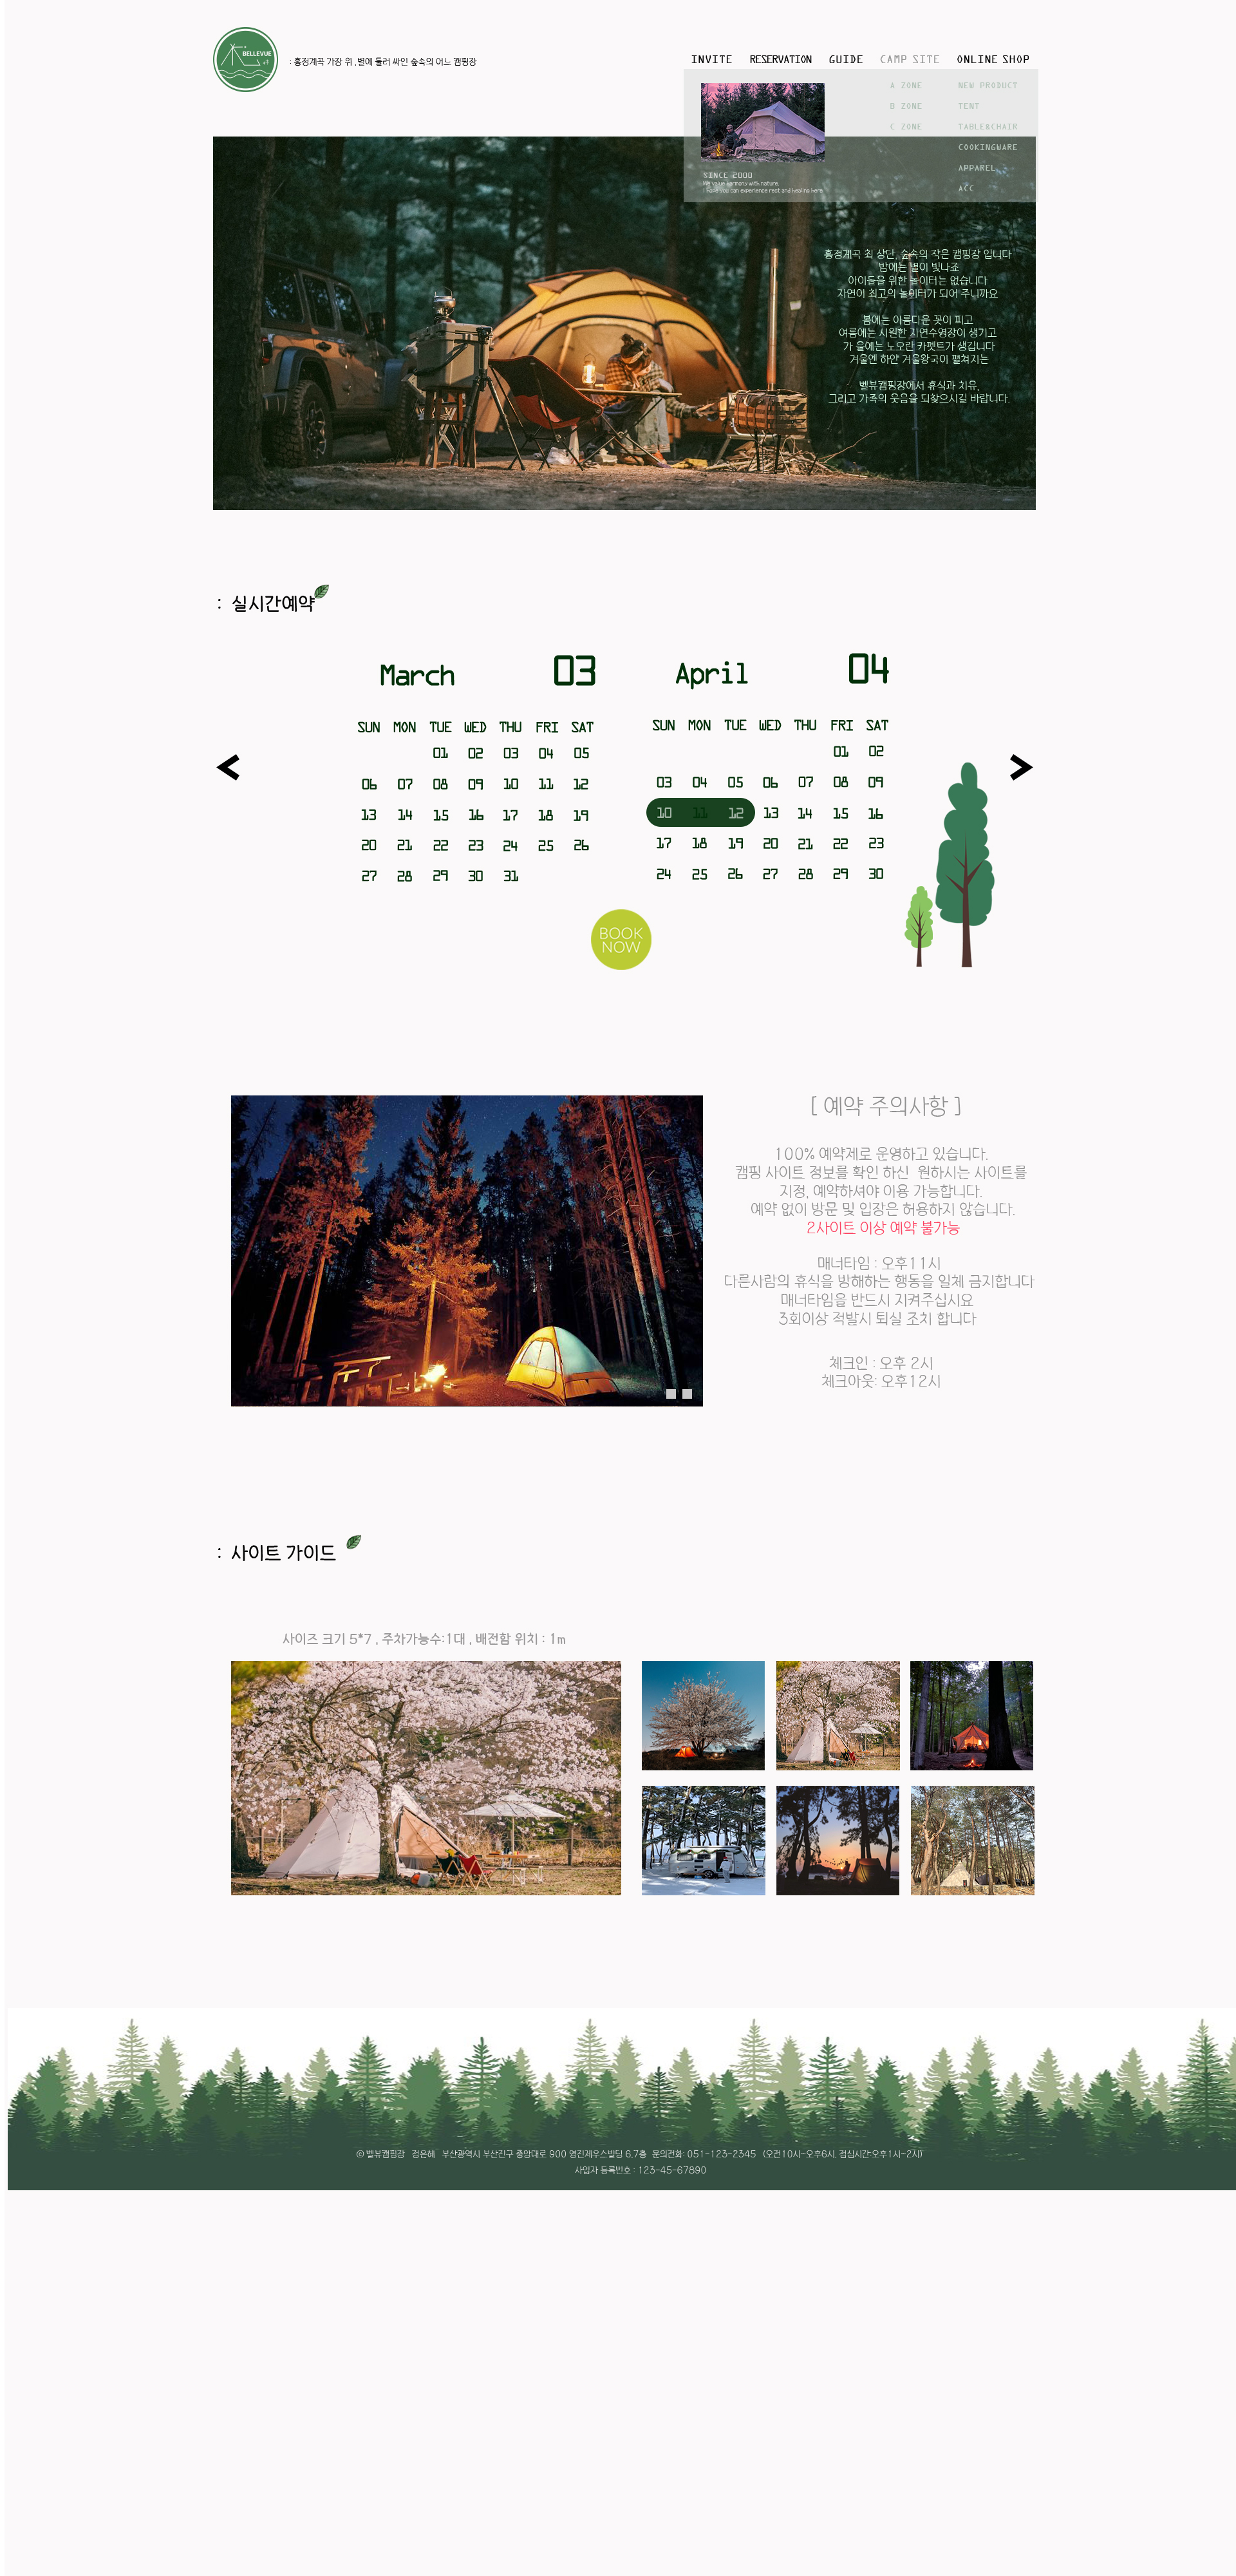 BELLEVUE
: 흥정계곡 가장 위 ,별에 둘러 싸인 숲속의 어느 캠핑장
INVITE RESERVATION GUIDE CAMP SITE ONLINE SHOP
A ZONE
B ZONE
C ZONE
NEW PRODUCT
TENT
TABLE&CHAIR
COOKINGWARE
APPAREL
ACC
SINCE 2000
We value harmony with nature.
you can experience rest and healing here
흥정계곡 최 상단, 숲속의 작은 캠핑장 입니다
밤에는 별이 빛나죠
아이들을 위한 놀이터는 없습니다
자연이 최고의 놀이터가 되어 주니까요
봄에는 아름다운 꽃이 피고
여름에는 시원한 자연수영장이 생기고
가 을에는 노오란 카펫트가 생깁니다
겨울엔 하얀 겨울왕국이 펼쳐지는
벨뷰캠핑장에서 휴식과 치유,
그리고 가족의 웃음을 되찾으시길 바랍니다.
: 실시간예약
March 03
SUN MON TUE WED THU FRI SAT
01 02 03 04 05
06 07 08 09 10 11 12
13 14 15 16 17 18 19
20 21 22 23 24 25 26
27 28 29 30 31
April 04
SUN MON TUE WED THU FRI SAT
01 02
03 04 05 06 07 08 09
10 11 12 13 14 15 16
17 18 19 20 21 22 23
24 25 26 27 28 29 30
<
>
BOOK
NOW
[ 예약 주의사항 ]
100% 예약제로 운영하고 있습니다.
캠핑 사이트 정보를 확인 하신 원하시는 사이트를
지정, 예약하셔야 이용 가능합니다.
예약 없이 방문 및 입장은 허용하지 않습니다.
2사이트 이상 예약 불가능
매너타임 : 오후11시
다른사람의 휴식을 방해하는 행동을 일체 금지합니다
매너타임을 반드시 지켜주십시요
3회이상 적발시 퇴실 조치 합니다
체크인 : 오후 2시
체크아웃: 오후12시
: 사이트 가이드
사이즈 크기 5*7 , 주차가능수:1대 , 배전함 위치 : 1m
ⓒ 벨뷰캠핑장 정은혜 부산광역시 부산진구 중앙대로 900 영진제우스빌딩 6,7층 문의전화: 051-123-2345 (오전10시~오후6시, 점심시간:오후1시~2시)
사업자 등록번호 : 123-45-67890